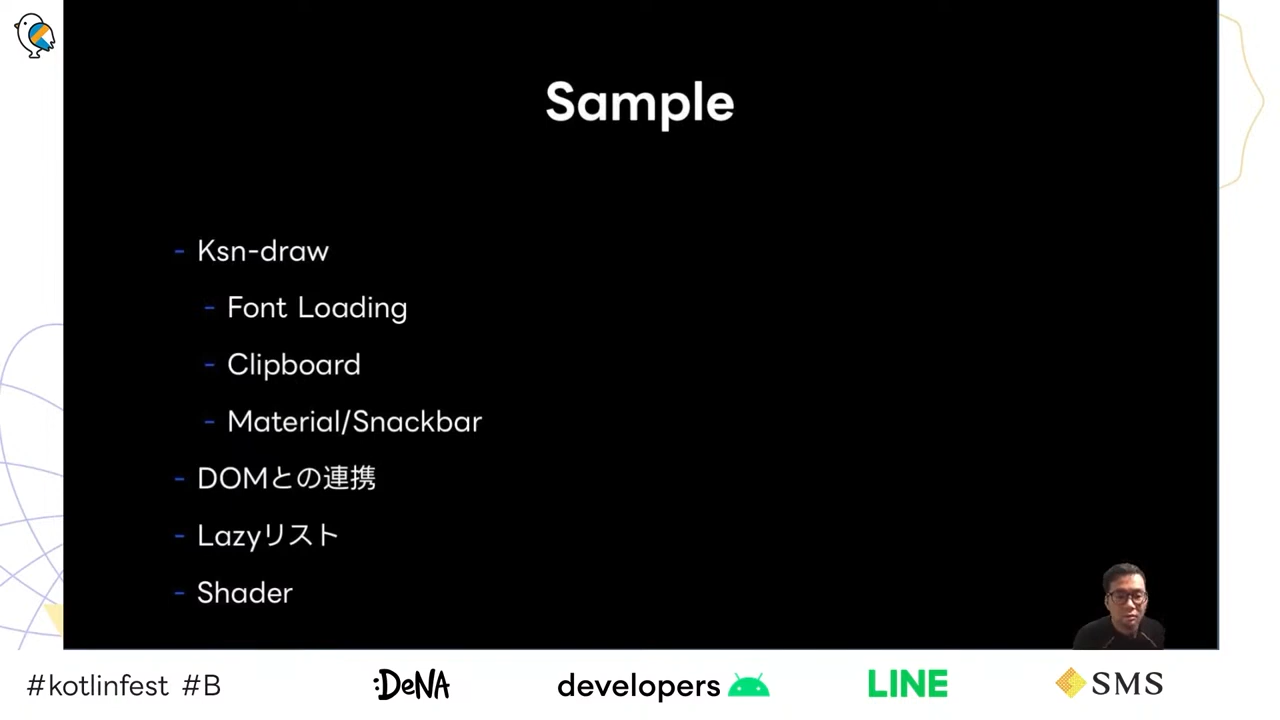 Sample
- Ksn-draw
- Font Loading
- Clipboard
- Material/Snackbar
- DOMとの連携
- Lazyリスト
- Shader
#kotlinfest #B
:DeNA
developers
LINE
SMS